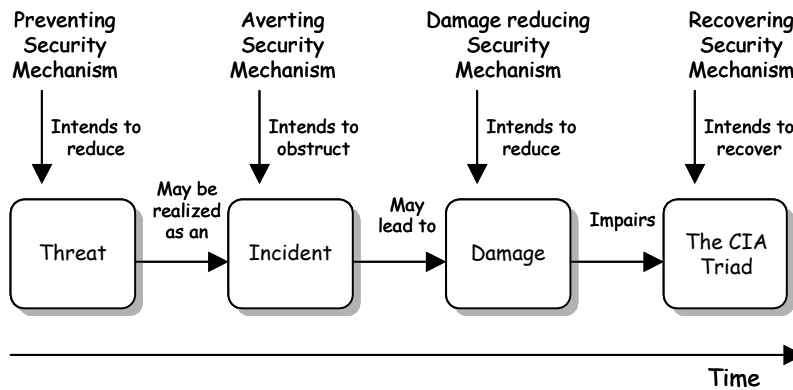 Preventing
Security
Mechanism
Averting
Security
Mechanism
Damage reducing
Security
Mechanism
Recovering
Security
Mechanism
Intends to
reduce
Intends to
obstruct
Intends to
reduce
Intends to
recover
May be
realized
as an
May
lead to
Impairs
Threat
Incident
Damage
The CIA
Triad
Time